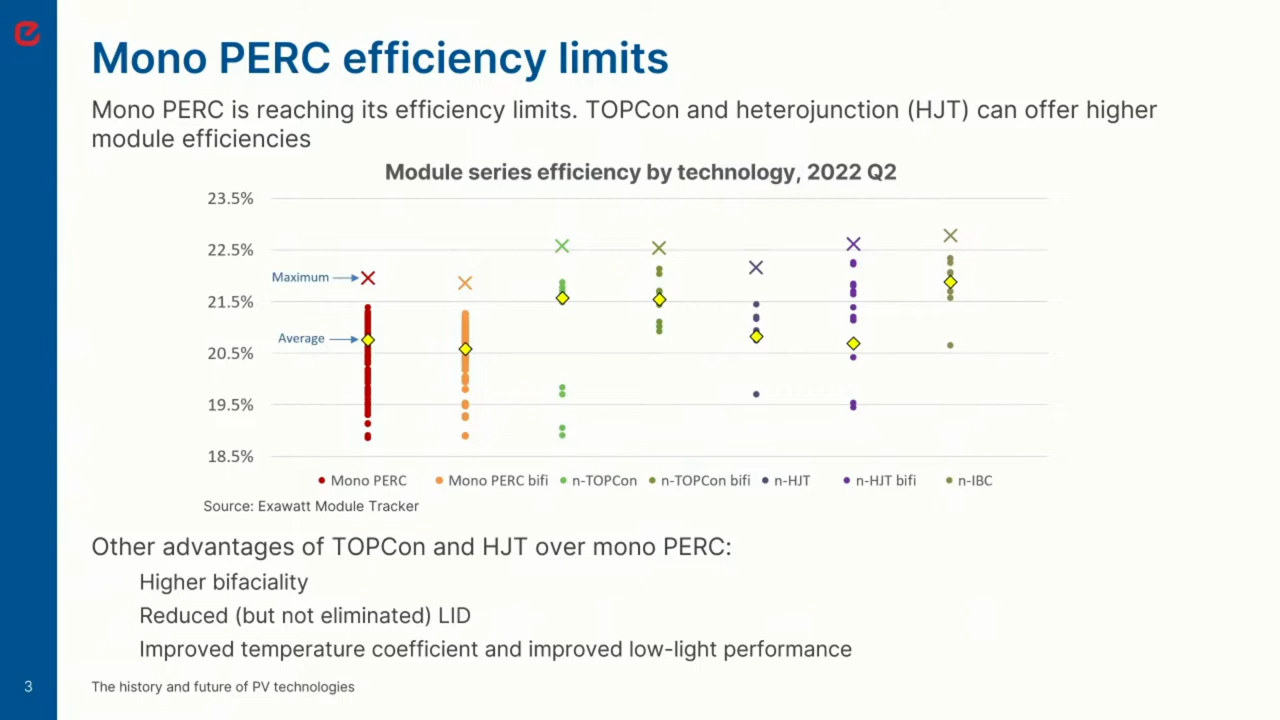 Mono PERC efficiency limits
Mono PERC is reaching its efficiency limits. TOPCon and heterojunction (HJT) can offer higher
module efficiencies
Module series efficiency by technology, 2022 Q2
23.5%
22.5%
Maximum
21.5%
Average
20.5%
19.5%
18.5%
Mono PERC Mono PERC bifi n-TOPCon n-TOPCon bifi n-HJT n-HJT bifi n-IBC
Source: Exawatt Module Tracker
Other advantages of TOPCon and HJT over mono PERC:
Higher bifaciality
Reduced (but not eliminated) LID
Improved temperature coefficient and improved low-light performance
3 The history and future of PV technologies